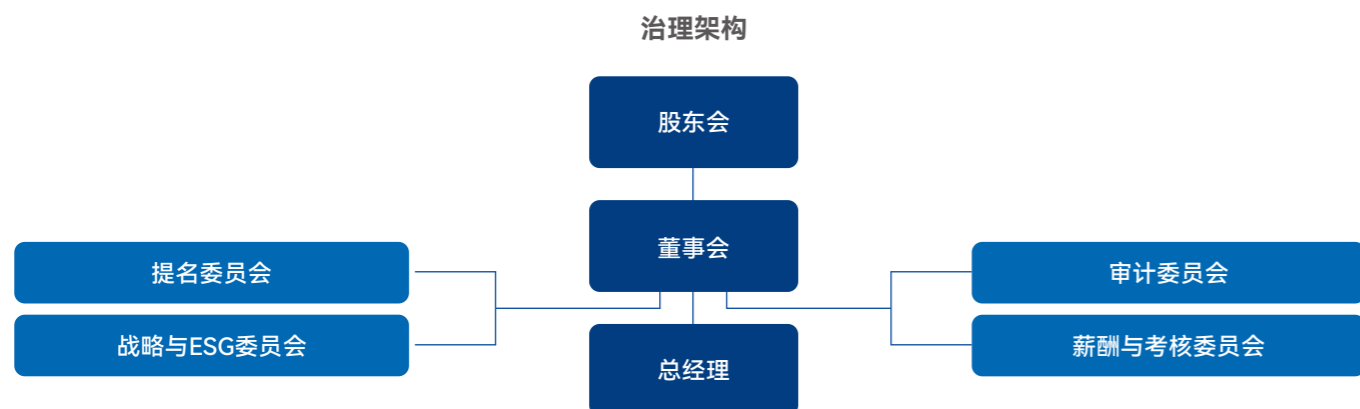 治理架构
股东会
董事会
提名委员会
审计委员会
战略与ESG委员会
薪酬与考核委员会
总经理